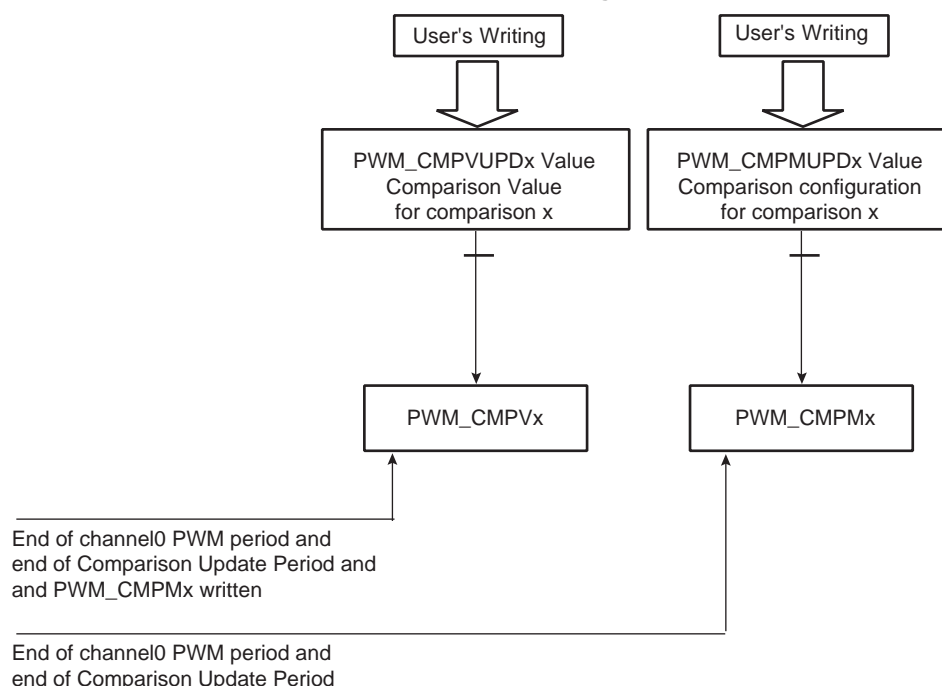 User's Writing
User's Writing
PWM_CMPVUPDx Value
Comparison Value
for comparison x
PWM_CMPMUPDx Value
Comparison configuration
for comparison x
PWM_CMPVx
PWM_CMPMx
End of channel0 PWM period and
end of Comparison Update Period and
and PWM_CMPMx written
End of channel0 PWM period and
end of Comparison Update Period